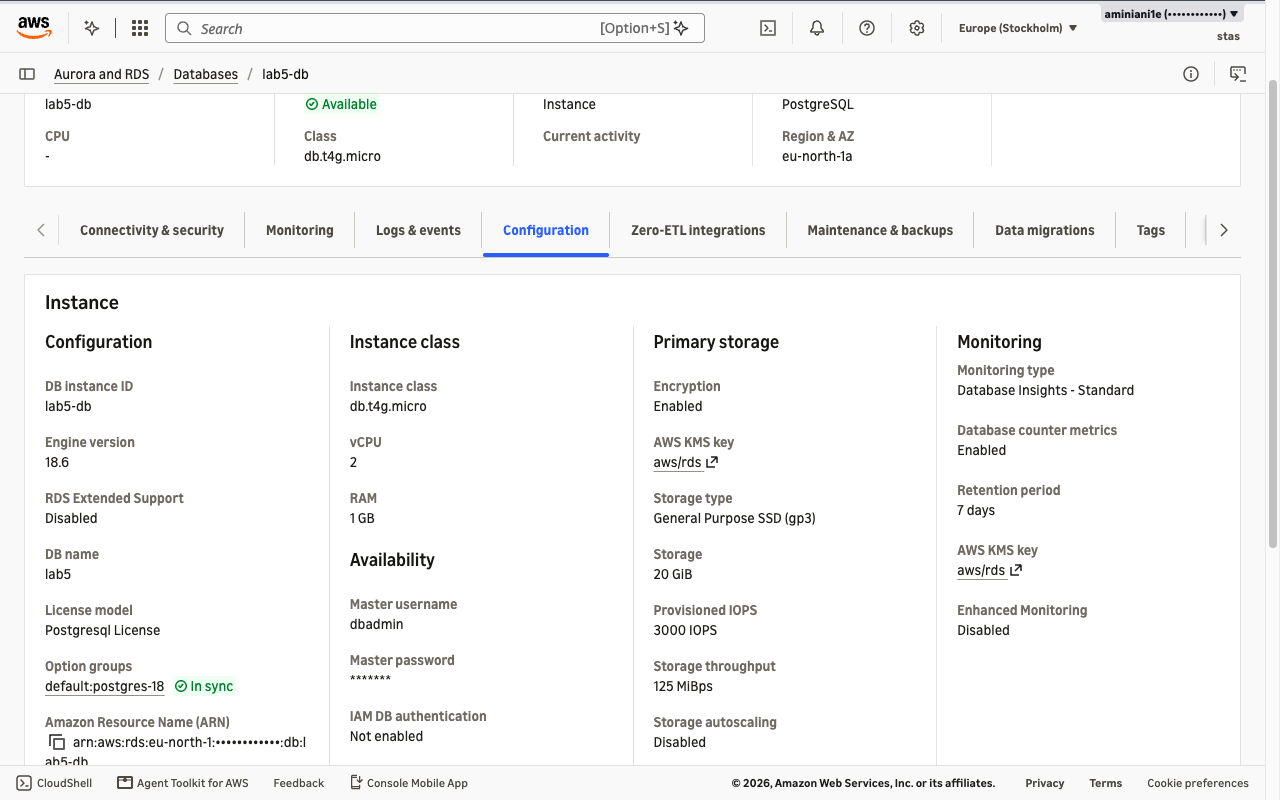 aws
Search
[Option+S]
Europe (Stockholm)
aminiani1e (••••••••••••)
stas
Aurora and RDS / Databases / lab5-db
lab5-db
Available
Instance
PostgreSQL
CPU
-
Class
db.t4g.micro
Current activity
Region & AZ
eu-north-1a
Connectivity & security
Monitoring
Logs & events
Configuration
Zero-ETL integrations
Maintenance & backups
Data migrations
Tags
Instance
Configuration
DB instance ID
lab5-db
Engine version
18.6
RDS Extended Support
Disabled
DB name
lab5
License model
Postgresql License
Option groups
default:postgres-18 In sync
Amazon Resource Name (ARN)
arn:aws:rds:eu-north-1:••••••••••••:db:l
ab5-db
Instance class
Instance class
db.t4g.micro
vCPU
2
RAM
1 GB
Availability
Master username
dbadmin
Master password
*******
IAM DB authentication
Not enabled
Primary storage
Encryption
Enabled
AWS KMS key
aws/rds
Storage type
General Purpose SSD (gp3)
Storage
20 GiB
Provisioned IOPS
3000 IOPS
Storage throughput
125 MiBps
Storage autoscaling
Disabled
Monitoring
Monitoring type
Database Insights - Standard
Database counter metrics
Enabled
Retention period
7 days
AWS KMS key
aws/rds
Enhanced Monitoring
Disabled
CloudShell
Agent Toolkit for AWS
Feedback
Console Mobile App
© 2026, Amazon Web Services, Inc. or its affiliates.
Privacy
Terms
Cookie preferences